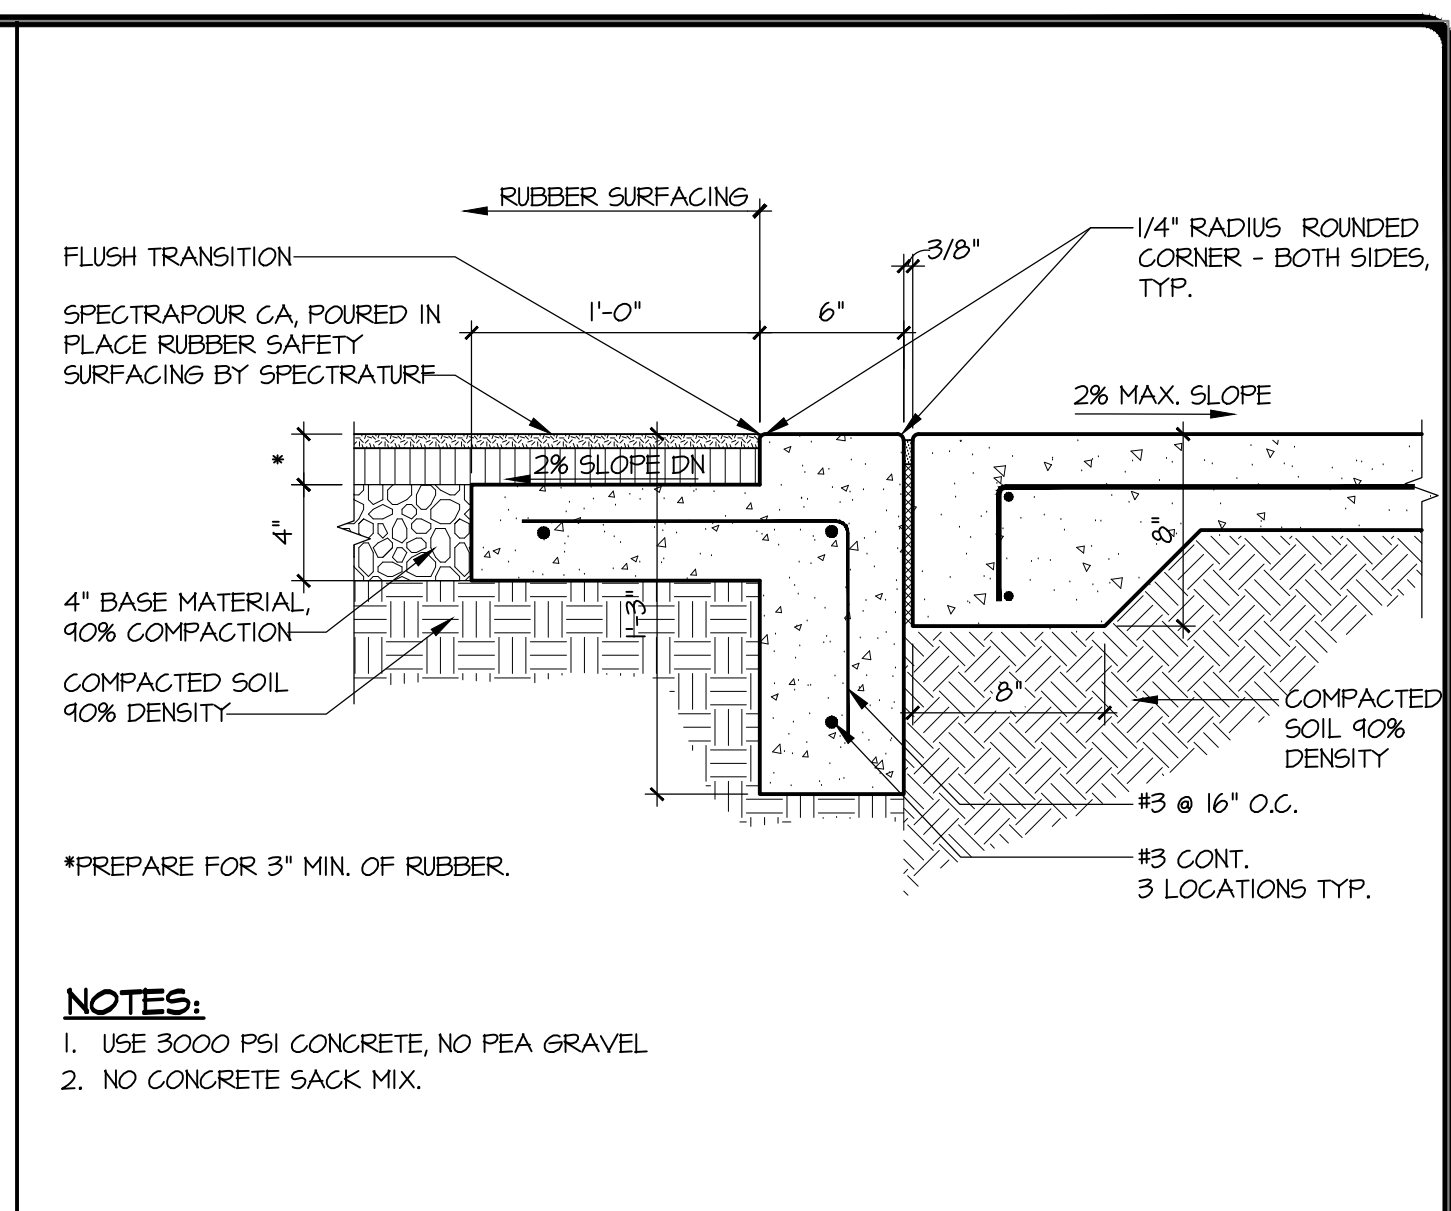 RUBBER SURFACING
FLUSH TRANSITION
3/8"
1/4" RADIUS ROUNDED
CORNER - BOTH SIDES,
TYP.
SPECTRAPOUR CA, POURED IN
PLACE RUBBER SAFETY
SURFACING BY SPECTRATURF
1'-0"
6"
2% MAX. SLOPE
*
2% SLOPE DN
4"
8"
4" BASE MATERIAL,
90% COMPACTION
1'-3"
COMPACTED SOIL
90% DENSITY
8"
COMPACTED
SOIL 90%
DENSITY
#3 @ 16" O.C.
#3 CONT.
3 LOCATIONS TYP.
*PREPARE FOR 3" MIN. OF RUBBER.
NOTES:
1. USE 3000 PSI CONCRETE, NO PEA GRAVEL
2. NO CONCRETE SACK MIX.